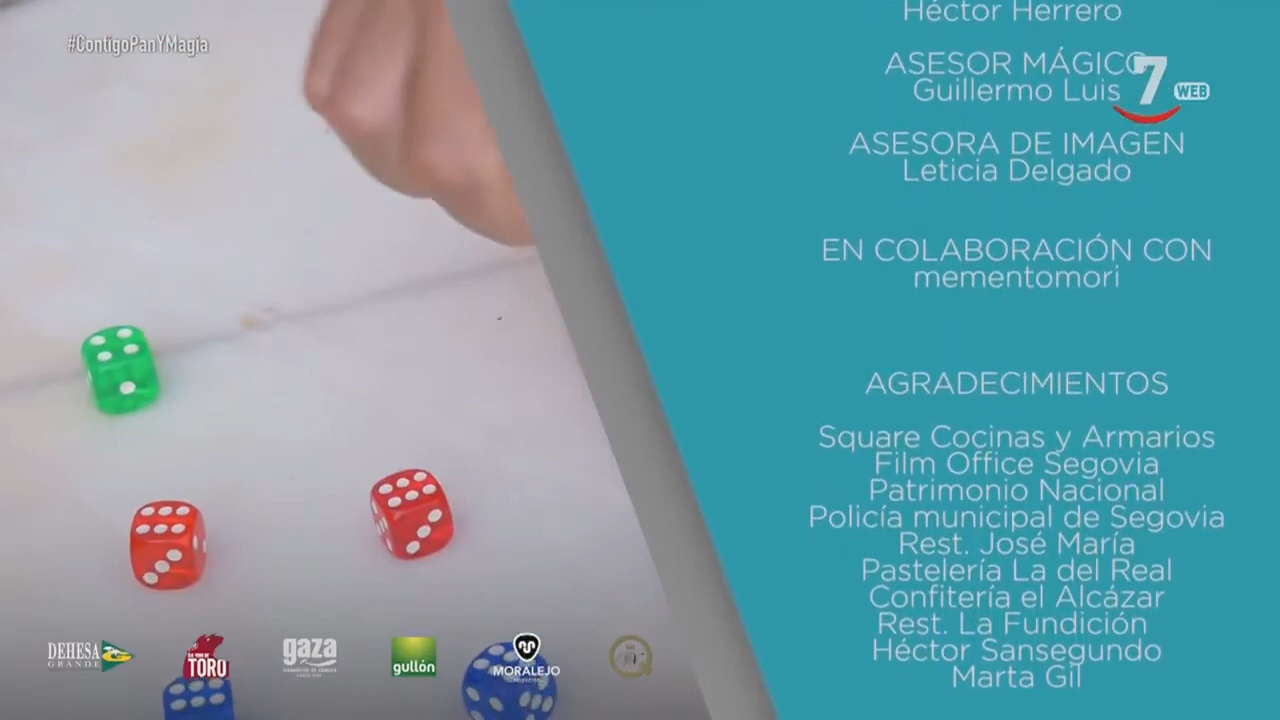 #ContigoPanYMagia
Héctor Herrero
ASESOR MÁGICO
Guillermo Luis
7
WEB
ASESORA DE IMAGEN
Leticia Delgado
EN COLABORACIÓN CON
mementomori
AGRADECIMIENTOS
Square Cocinas y Armarios
Film Office Segovia
Patrimonio Nacional
Policía municipal de Segovia
Rest. José María
Pastelería La del Real
Confitería el Alcázar
Rest. La Fundición
Héctor Sansegundo
Marta Gil
DEHESA
GRANDE
TORO
gaza
gullón
MORALEJO